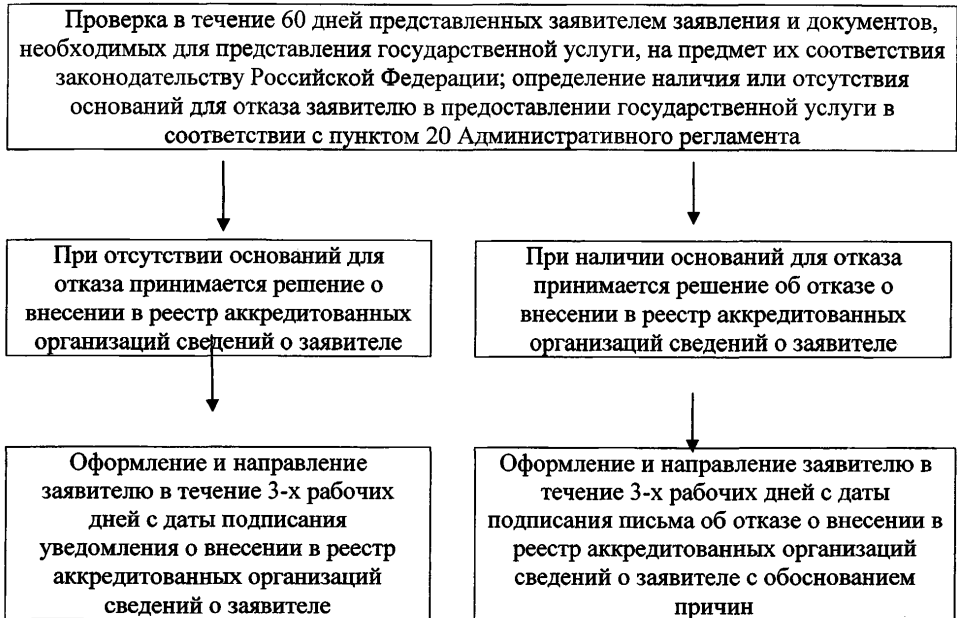 Проверка в течение 60 дней представленных заявителем заявления и документов,
необходимых для представления государственной услуги, на предмет их соответствия
законодательству Российской Федерации; определение наличия или отсутствия
оснований для отказа заявителю в предоставлении государственной услуги в
соответствии с пунктом 20 Административного регламента
При отсутствии оснований для
отказа принимается решение о
внесении в реестр аккредитованных
организаций сведений о заявителе
При наличии оснований для отказа
принимается решение об отказе о
внесении в реестр аккредитованных
организаций сведений о заявителе
Оформление и направление
заявителю в течение 3-х рабочих
дней с даты подписания
уведомления о внесении в реестр
аккредитованных организаций
сведений о заявителе
Оформление и направление заявителю в
течение 3-х рабочих дней с даты
подписания письма об отказе о внесении в
реестр аккредитованных организаций
сведений о заявителе с обоснованием
причин